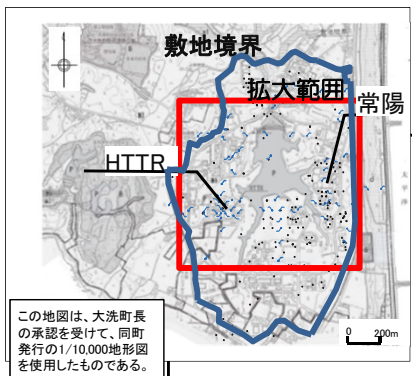 敷地境界
拡大範囲
常陽
HTTR
この地図は、大洗町長
の承認を受けて、同町
発行の1/10,000地形図
を使用したものである。
0 200m